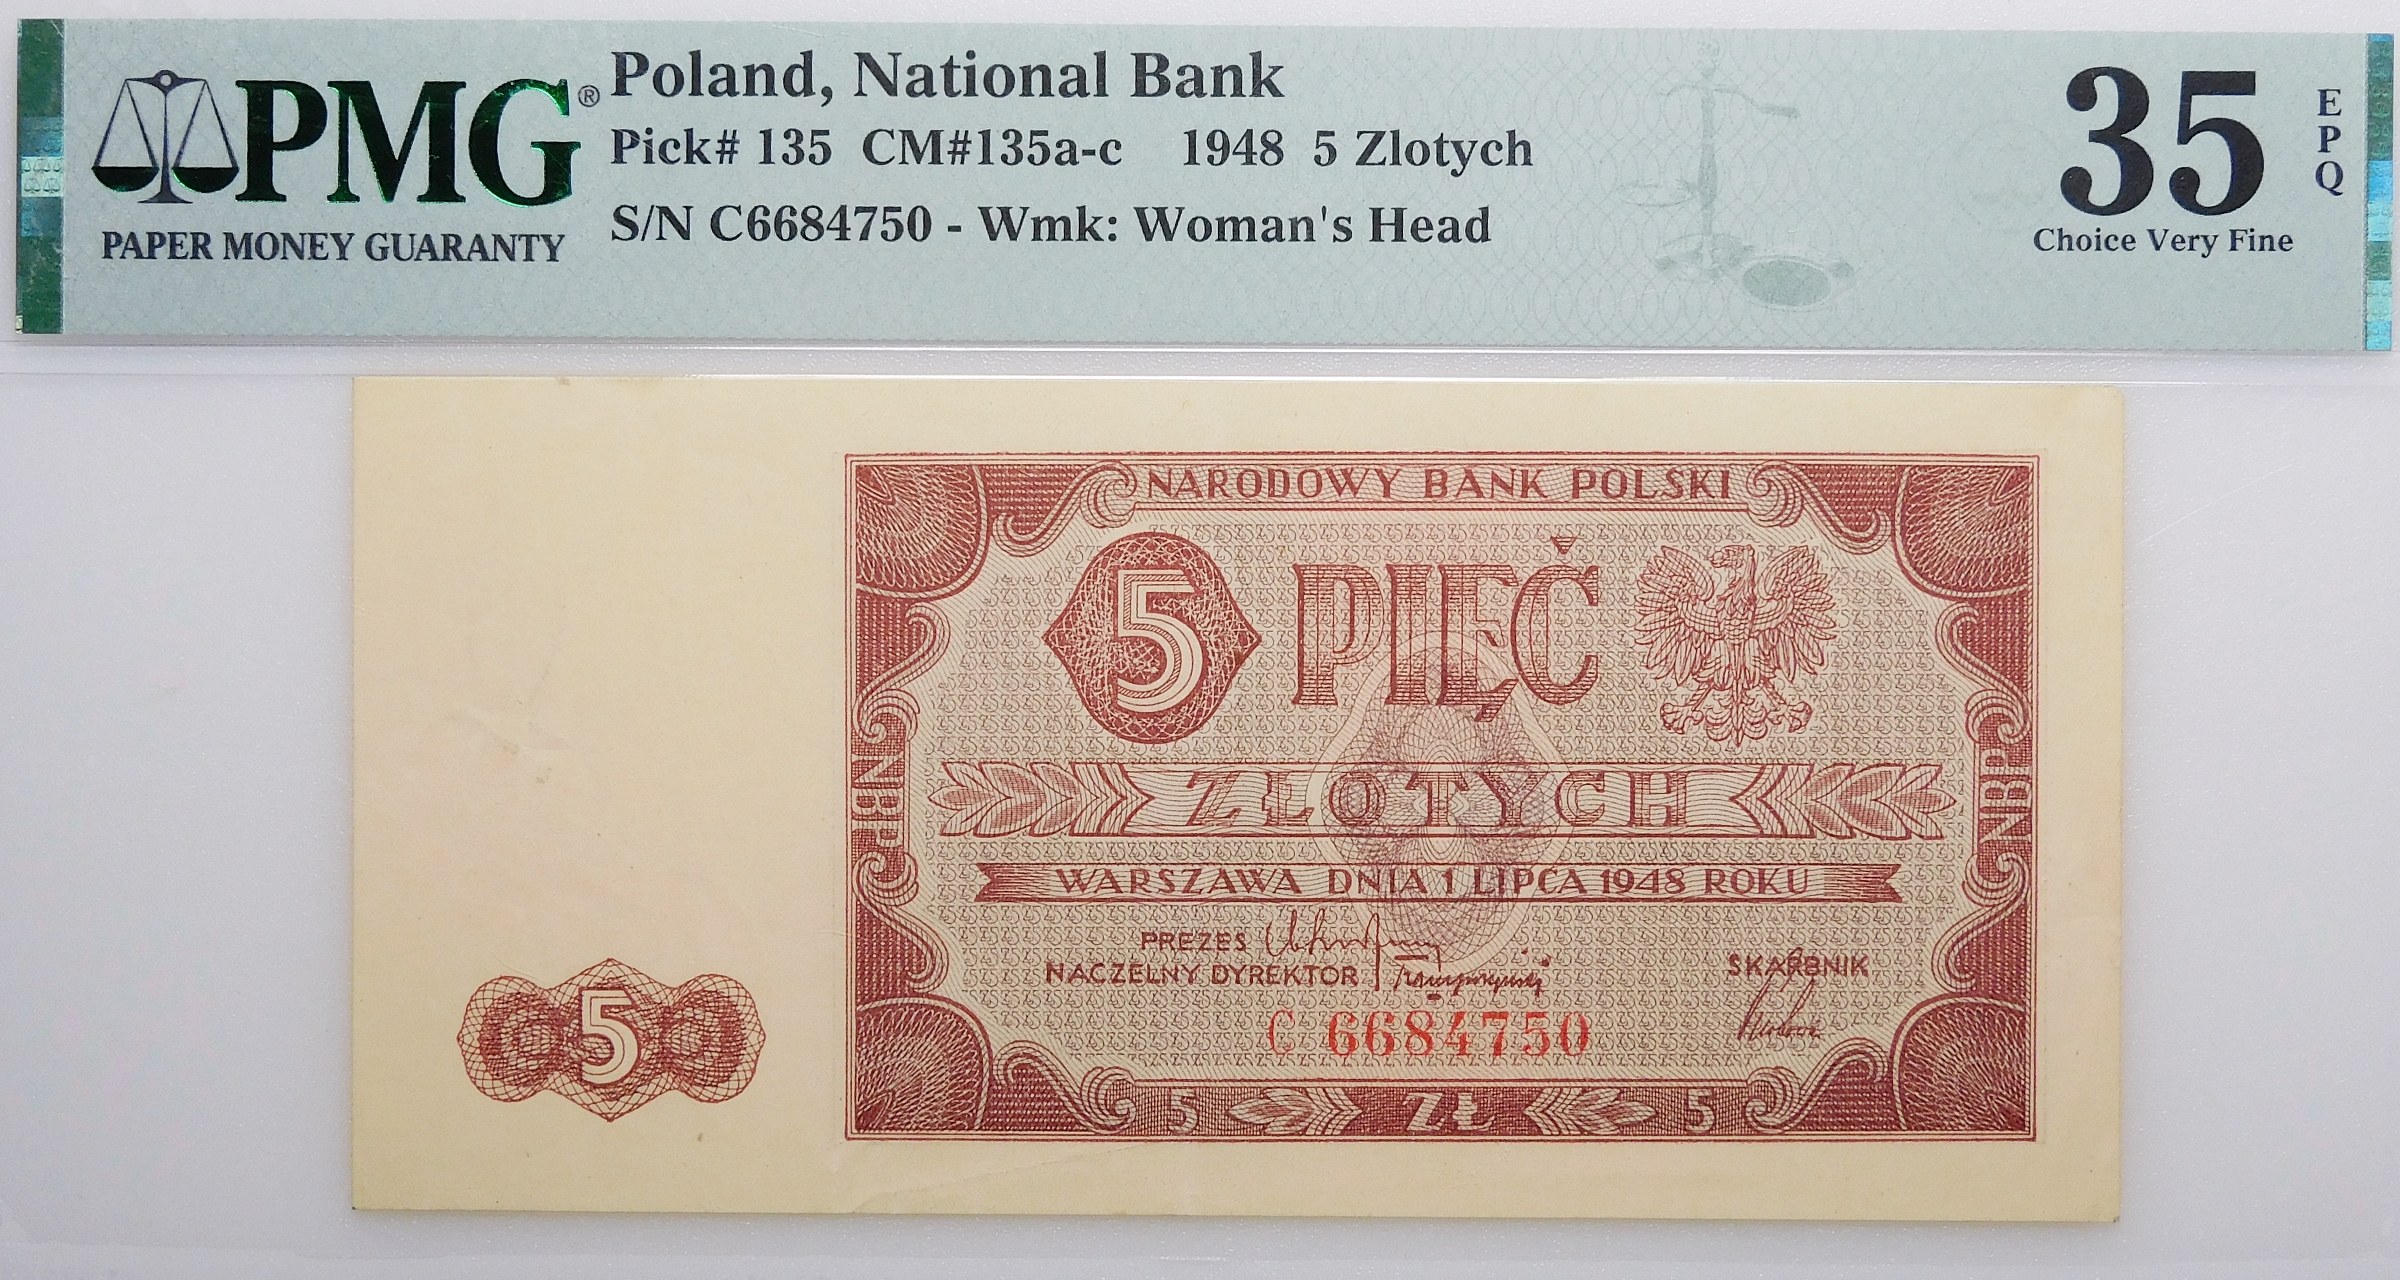 PMG®
PAPER MONEY GUARANTY
Poland, National Bank
Pick# 135 CM#135a-c 1948 5 Zlotych
S/N C6684750 - Wmk: Woman's Head
35
EPQ
Choice Very Fine
NARODOWY BANK POLSKI
5 PIĘĆ
ZŁOTYCH
WARSZAWA DNIA 1 LIPCA 1948 ROKU
PREZES
NACZELNY DYREKTOR
SKARBNIK
C 6684750
NBP
NBP
5 ZŁ 5
5